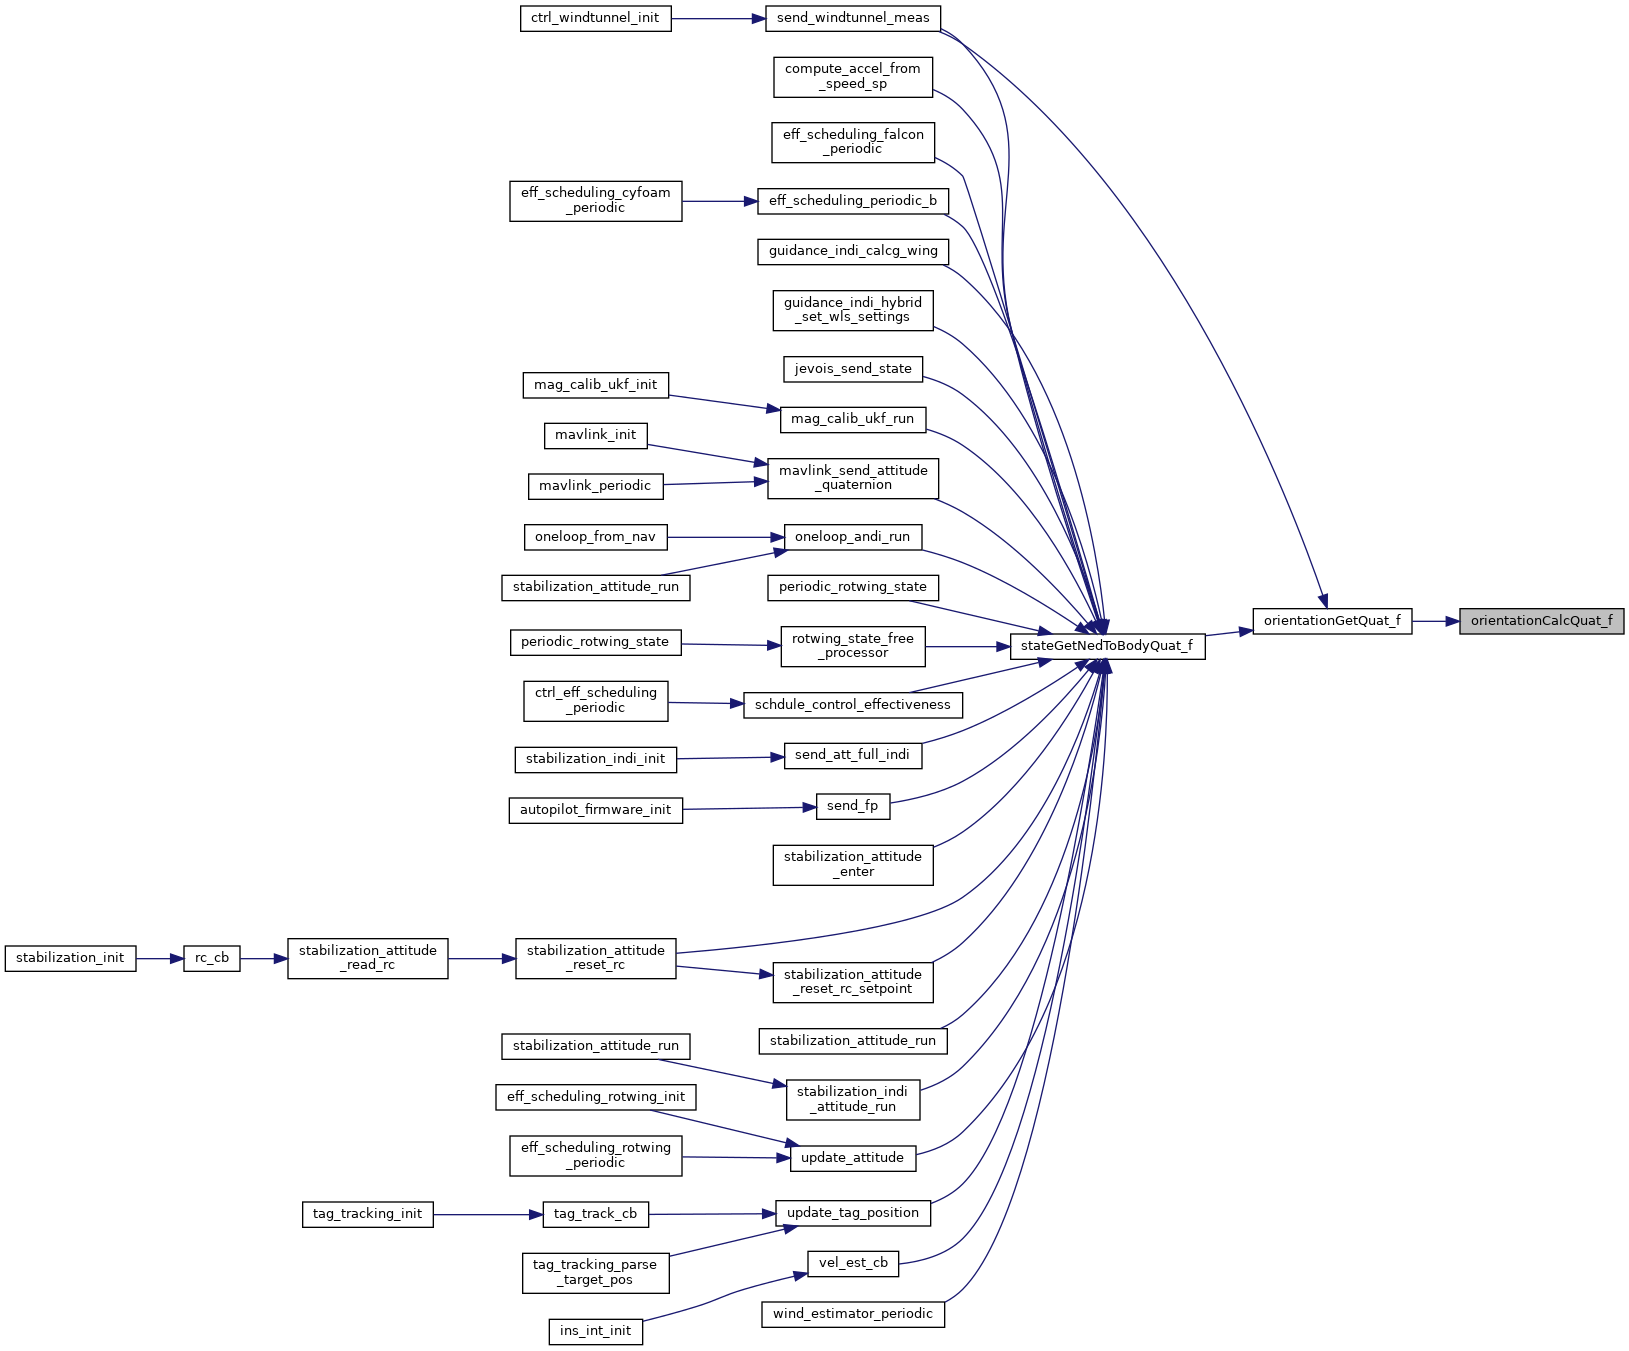 ctrl_windtunnel_init
send_windtunnel_meas
compute_accel_from
_speed_sp
eff_scheduling_falcon
_periodic
eff_scheduling_cyfoam
_periodic
eff_scheduling_periodic_b
guidance_indi_calcg_wing
guidance_indi_hybrid
_set_wls_settings
jevois_send_state
mag_calib_ukf_init
mag_calib_ukf_run
mavlink_init
mavlink_send_attitude
_quaternion
mavlink_periodic
oneloop_from_nav
oneloop_andi_run
stabilization_attitude_run
periodic_rotwing_state
orientationGetQuat_f
orientationCalcQuat_f
periodic_rotwing_state
rotwing_state_free
_processor
stateGetNedToBodyQuat_f
ctrl_eff_scheduling
_periodic
schdule_control_effectiveness
stabilization_indi_init
send_att_full_indi
autopilot_firmware_init
send_fp
stabilization_attitude
_enter
stabilization_init
rc_cb
stabilization_attitude
_read_rc
stabilization_attitude
_reset_rc
stabilization_attitude
_reset_rc_setpoint
stabilization_attitude_run
stabilization_attitude_run
stabilization_indi
_attitude_run
eff_scheduling_rotwing_init
eff_scheduling_rotwing
_periodic
update_attitude
tag_tracking_init
tag_track_cb
update_tag_position
tag_tracking_parse
_target_pos
vel_est_cb
wind_estimator_periodic
ins_int_init